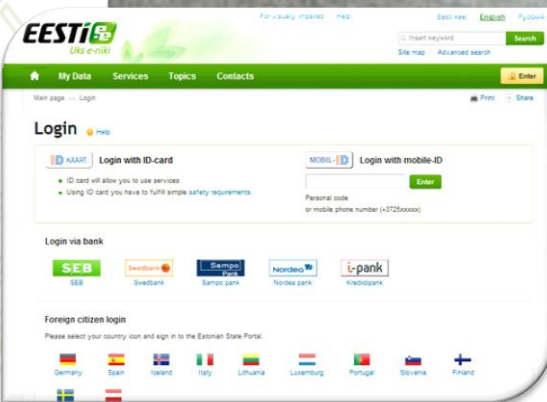 For visually impaired Help
Eesti keel English Русский
EESTi
Üks e-riik!
Insert keyword Search
Site map Advanced search
My Data Services Topics Contacts Enter
Main page Login
Print Share
Login Help
ID KAART Login with ID-card
ID card will allow you to use services
Using ID card you have to fulfill simple safety requirements.
MOBIIL-ID Login with mobile-ID
Enter
Personal code
or mobile phone number (+3725xxxxxx)
Login via bank
SEB Swedbank Sampo Pank Nordea i-pank
SEB Swedbank Sampo pank Nordea pank Krediidipank
Foreign citizen login
Please select your country icon and sign in to the Estonian State Portal.
Germany Spain Iceland Italy Lithuania Luxemburg Portugal Slovenia Finland